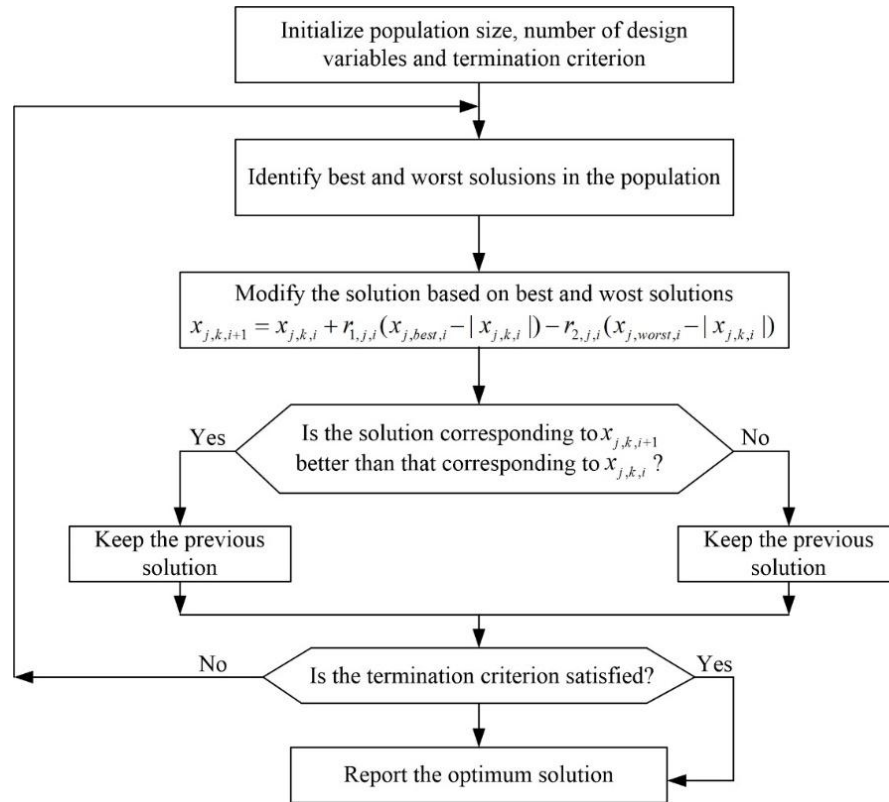 Initialize population size, number of design
variables and termination criterion
Identify best and worst solusions in the population
Modify the solution based on best and wost solutions
x_{j,k,i+1} = x_{j,k,i} + r_{1,j,i}(x_{j,best,i} - | x_{j,k,i} |) - r_{2,j,i}(x_{j,worst,i} - | x_{j,k,i} |)
Yes
Is the solution corresponding to x_{j,k,i+1}
better than that corresponding to x_{j,k,i} ?
No
Keep the previous
solution
Keep the previous
solution
No
Is the termination criterion satisfied?
Yes
Report the optimum solution